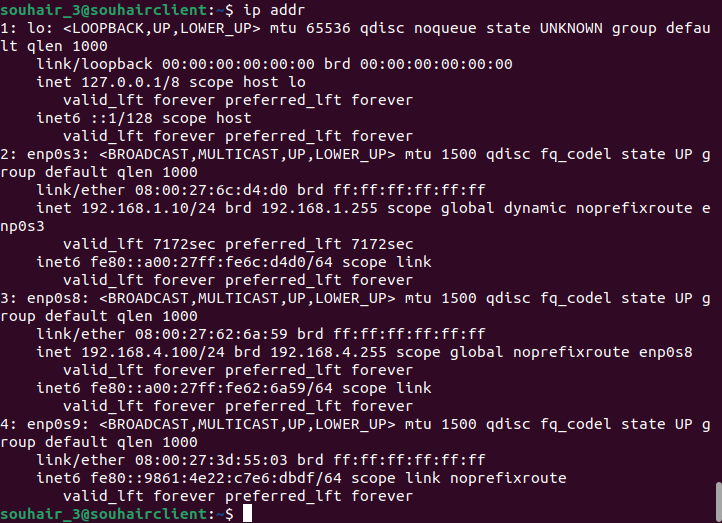 souhair_3@souhairclient:~$ ip addr
1: lo: <LOOPBACK,UP,LOWER_UP> mtu 65536 qdisc noqueue state UNKNOWN group defau
lt qlen 1000
    link/loopback 00:00:00:00:00:00 brd 00:00:00:00:00:00
    inet 127.0.0.1/8 scope host lo
       valid_lft forever preferred_lft forever
    inet6 ::1/128 scope host
       valid_lft forever preferred_lft forever
2: enp0s3: <BROADCAST,MULTICAST,UP,LOWER_UP> mtu 1500 qdisc fq_codel state UP g
roup default qlen 1000
    link/ether 08:00:27:6c:d4:d0 brd ff:ff:ff:ff:ff:ff
    inet 192.168.1.10/24 brd 192.168.1.255 scope global dynamic noprefixroute e
np0s3
       valid_lft 7172sec preferred_lft 7172sec
    inet6 fe80::a00:27ff:fe6c:d4d0/64 scope link
       valid_lft forever preferred_lft forever
3: enp0s8: <BROADCAST,MULTICAST,UP,LOWER_UP> mtu 1500 qdisc fq_codel state UP g
roup default qlen 1000
    link/ether 08:00:27:62:6a:59 brd ff:ff:ff:ff:ff:ff
    inet 192.168.4.100/24 brd 192.168.4.255 scope global noprefixroute enp0s8
       valid_lft forever preferred_lft forever
    inet6 fe80::a00:27ff:fe62:6a59/64 scope link
       valid_lft forever preferred_lft forever
4: enp0s9: <BROADCAST,MULTICAST,UP,LOWER_UP> mtu 1500 qdisc fq_codel state UP g
roup default qlen 1000
    link/ether 08:00:27:3d:55:03 brd ff:ff:ff:ff:ff:ff
    inet6 fe80::9861:4e22:c7e6:dbdf/64 scope link noprefixroute
       valid_lft forever preferred_lft forever
souhair_3@souhairclient:~$